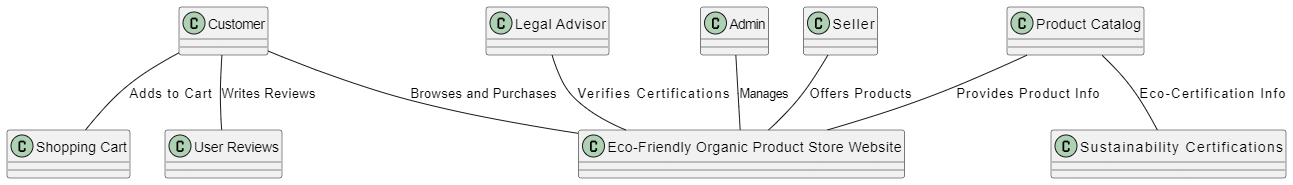 C Customer
C Legal Advisor
C Admin
C Seller
C Product Catalog
Adds to Cart
Writes Reviews
Browses and Purchases
Verifies Certifications
Manages
Offers Products
Provides Product Info
Eco-Certification Info
C Shopping Cart
C User Reviews
C Eco-Friendly Organic Product Store Website
C Sustainability Certifications